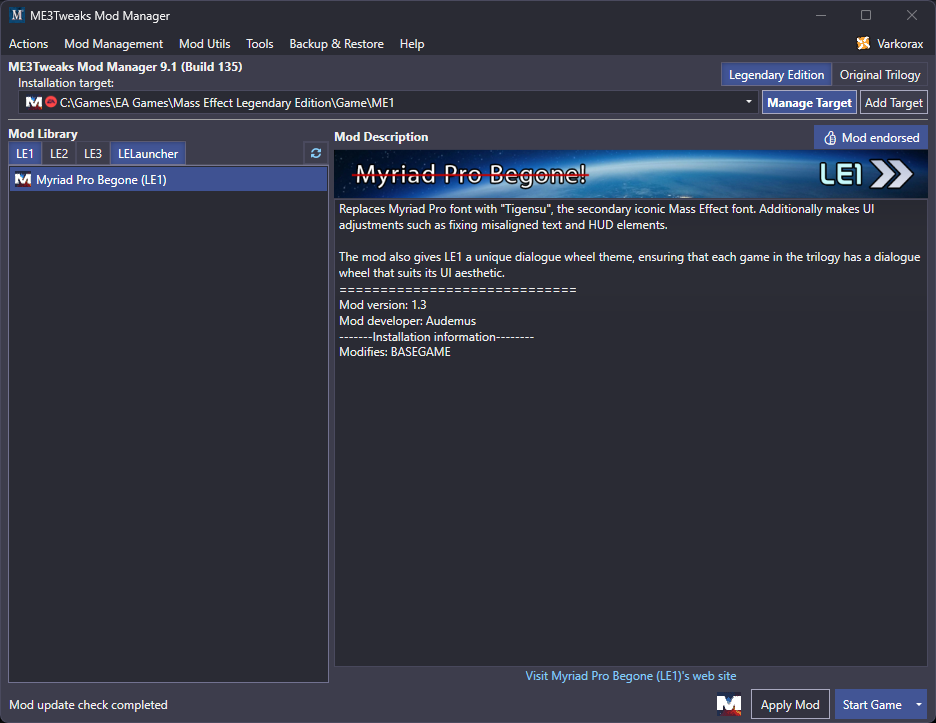 ME3Tweaks Mod Manager
Actions Mod Management Mod Utils Tools Backup & Restore Help Varkorax
ME3Tweaks Mod Manager 9.1 (Build 135)
Legendary Edition Original Trilogy
Installation target:
C:\Games\EA Games\Mass Effect Legendary Edition\Game\ME1
Manage Target Add Target
Mod Library
LE1 LE2 LE3 LELauncher
Myriad Pro Begone (LE1)
Mod Description
Mod endorsed
Myriad Pro Begone!
LE1
Replaces Myriad Pro font with "Tigensu", the secondary iconic Mass Effect font. Additionally makes UI
adjustments such as fixing misaligned text and HUD elements.
The mod also gives LE1 a unique dialogue wheel theme, ensuring that each game in the trilogy has a dialogue
wheel that suits its UI aesthetic.
=============================
Mod version: 1.3
Mod developer: Audemus
-------Installation information--------
Modifies: BASEGAME
Visit Myriad Pro Begone (LE1)'s web site
Mod update check completed
Apply Mod Start Game